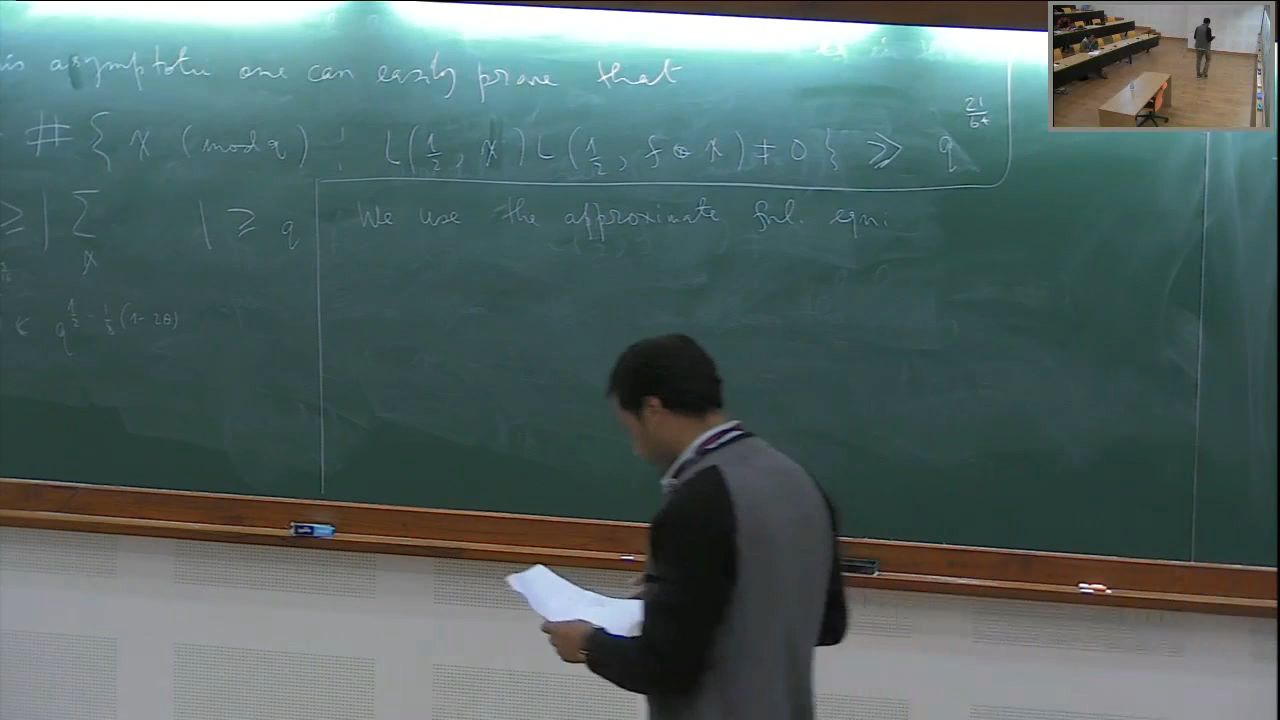 is asymptotic one can easily prove that
# { χ (mod q) : L(1/2, χ) L(1/2, f ⊗ χ) ≠ 0 } ≫ q^{21/64}
≥ | Σ_χ | ≥ q
We use the approximate fnl. equi
q^{1/2 - 1/8 (1-2θ)}